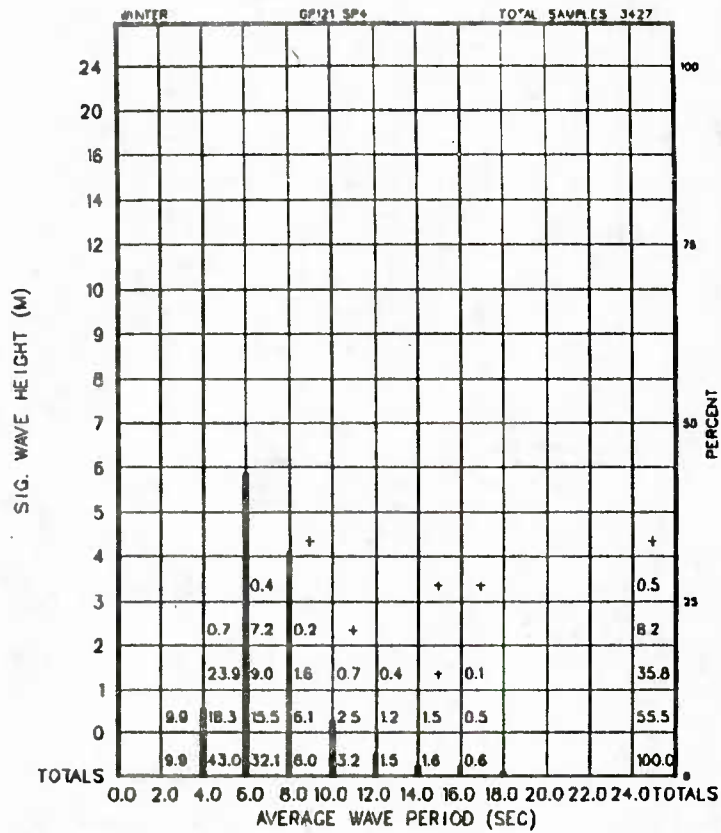 WINTER GP121 SP4 TOTAL SAMPLES 3427
24 100
20
16
14
12 75
10
9
8
7 50
6
5
+ +
4
0.4 + + 0.5
3 25
0.7 7.2 0.2 + 8.2
2
23.9 9.0 1.6 0.7 0.4 + 0.1 35.8
1
9.9 18.3 15.5 6.1 2.5 1.2 1.5 0.5 55.5
0
9.9 43.0 32.1 8.0 3.2 1.5 1.6 0.6 100.0
TOTALS 0
0.0 2.0 4.0 6.0 8.0 10.0 12.0 14.0 16.0 18.0 20.0 22.0 24.0 TOTALS
AVERAGE WAVE PERIOD (SEC)
SIG. WAVE HEIGHT (M)
PERCENT